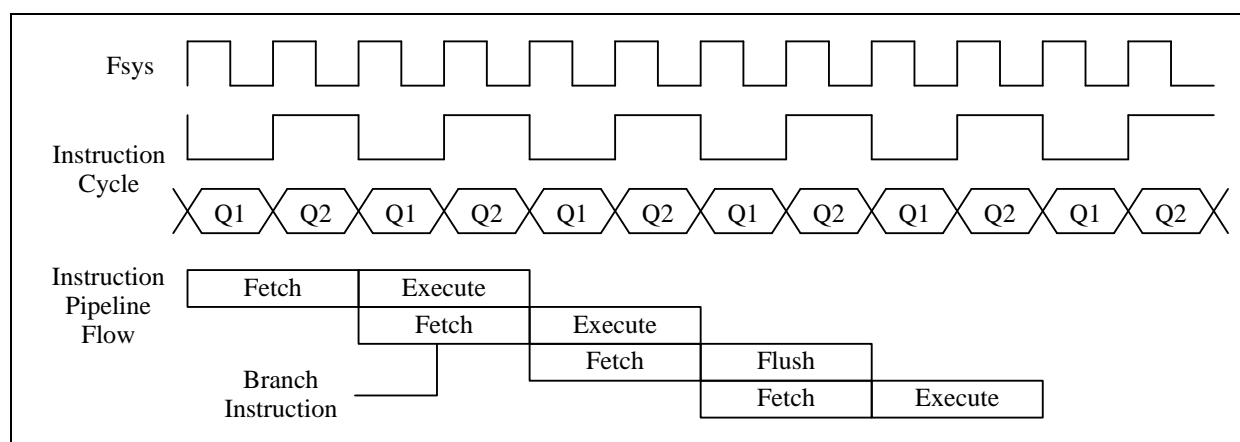 Fsys
Instruction
Cycle
Q1 Q2 Q1 Q2 Q1 Q2 Q1 Q2 Q1 Q2 Q1 Q2
Instruction
Pipeline
Flow
Fetch Execute
Fetch Execute
Fetch Flush
Fetch Execute
Branch
Instruction